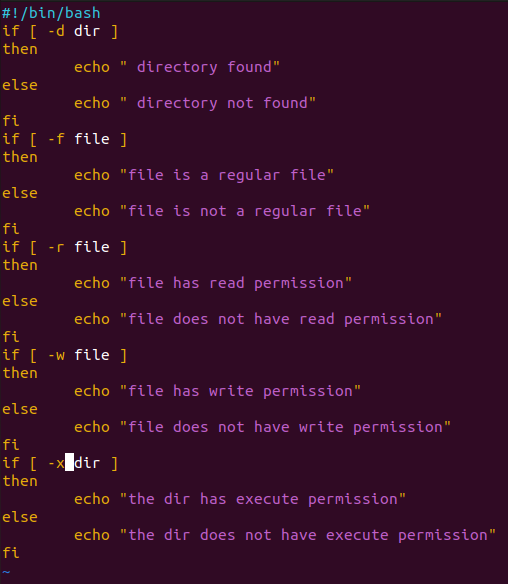 #!/bin/bash
if [ -d dir ]
then
        echo " directory found"
else
        echo " directory not found"
fi
if [ -f file ]
then
        echo "file is a regular file"
else
        echo "file is not a regular file"
fi
if [ -r file ]
then
        echo "file has read permission"
else
        echo "file does not have read permission"
fi
if [ -w file ]
then
        echo "file has write permission"
else
        echo "file does not have write permission"
fi
if [ -x dir ]
then
        echo "the dir has execute permission"
else
        echo "the dir does not have execute permission"
fi
~